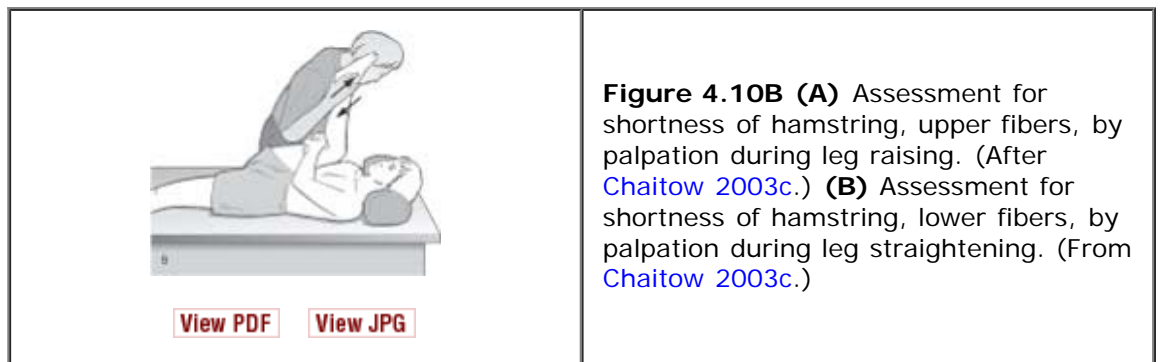 Figure 4.10B (A) Assessment for
shortness of hamstring, upper fibers, by
palpation during leg raising. (After
Chaitow 2003c.) (B) Assessment for
shortness of hamstring, lower fibers, by
palpation during leg straightening. (From
Chaitow 2003c.)
View PDF View JPG